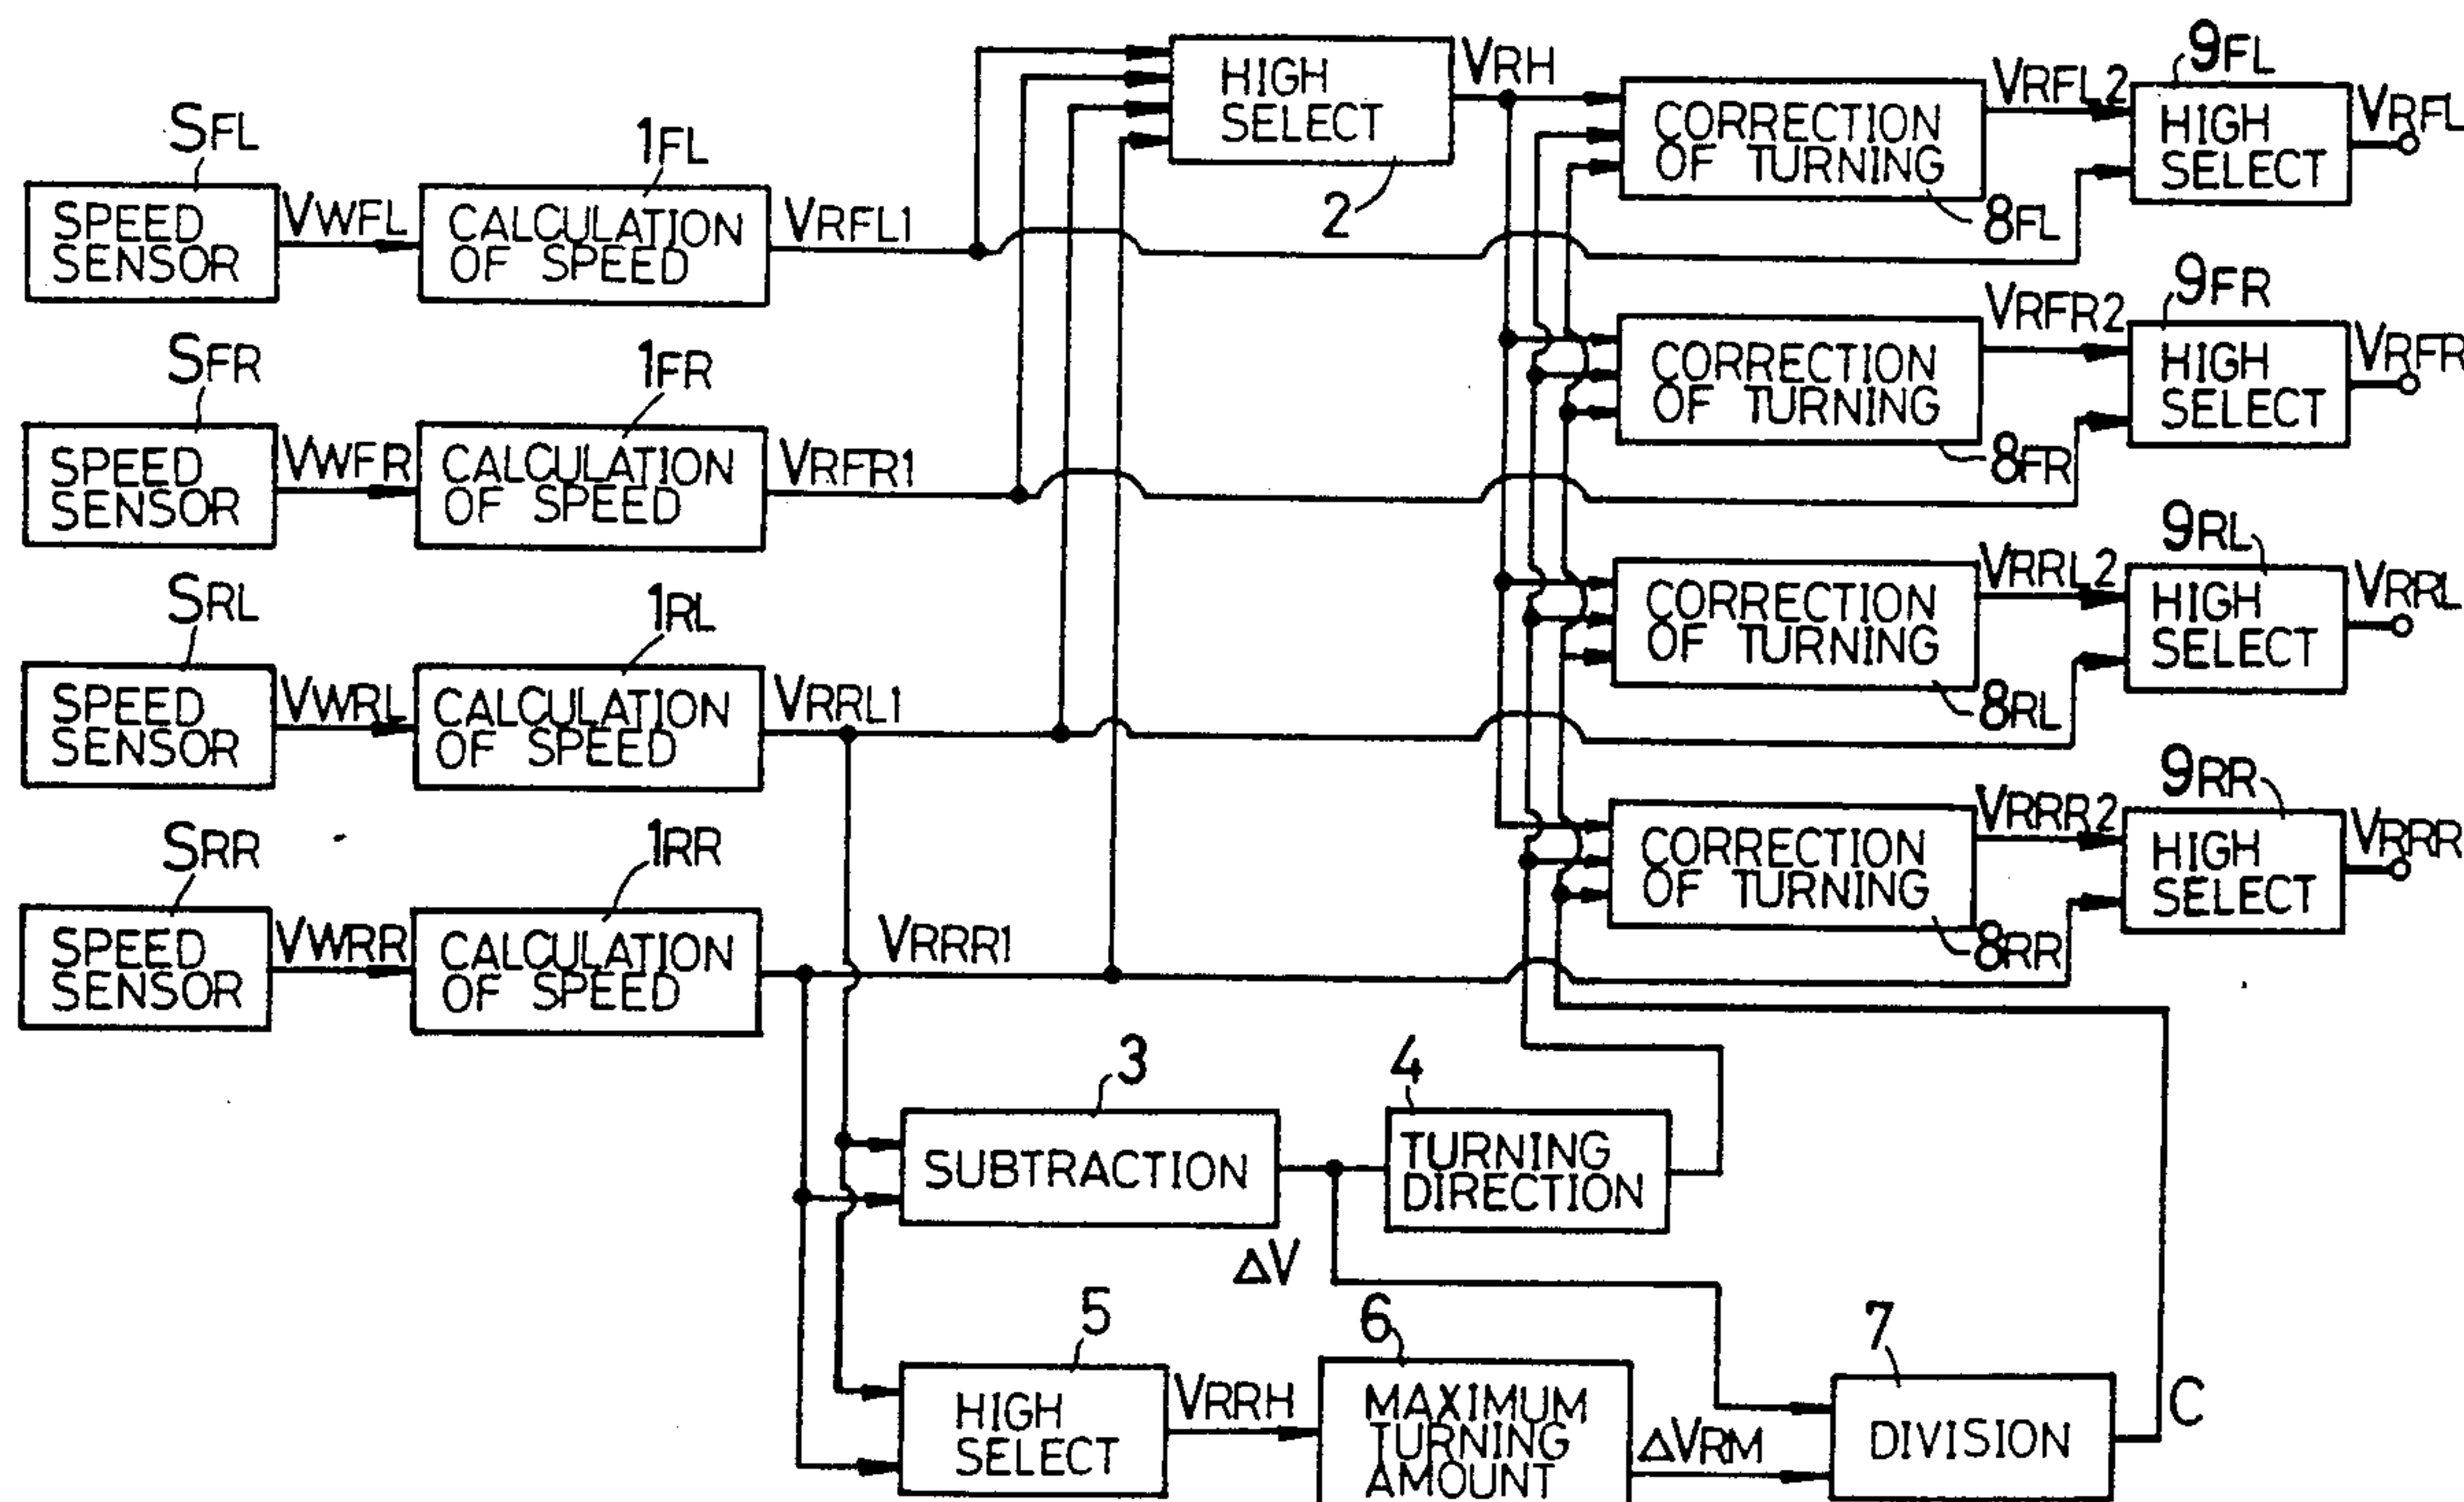 SFL
SPEED
SENSOR
VWFL
1FL
CALCULATION
OF SPEED
VRFL1
HIGH
SELECT
2
VRH
CORRECTION
OF TURNING
8FL
VRFL2
9FL
HIGH
SELECT
VRFL
SFR
SPEED
SENSOR
VWFR
1FR
CALCULATION
OF SPEED
VRFR1
CORRECTION
OF TURNING
8FR
VRFR2
9FR
HIGH
SELECT
VRFR
SRL
SPEED
SENSOR
VWRL
1RL
CALCULATION
OF SPEED
VRRL1
CORRECTION
OF TURNING
8RL
VRRL2
9RL
HIGH
SELECT
VRRL
SRR
SPEED
SENSOR
VWRR
1RR
CALCULATION
OF SPEED
VRRR1
CORRECTION
OF TURNING
8RR
VRRR2
9RR
HIGH
SELECT
VRRR
3
SUBTRACTION
ΔV
4
TURNING
DIRECTION
5
HIGH
SELECT
VRRH
6
MAXIMUM
TURNING
AMOUNT
ΔVRM
7
DIVISION
C